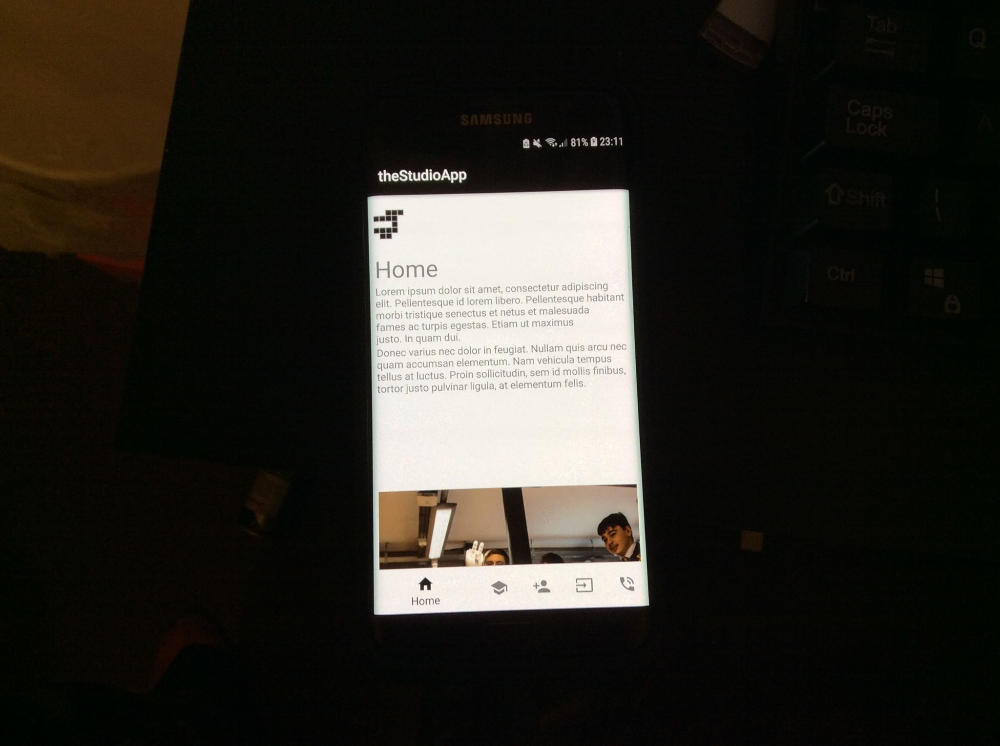 Tab
Q
SAMSUNG
Caps
Lock
A
81% 23:11
theStudioApp
Shift
\
Home
Ctrl
Lorem ipsum dolor sit amet, consectetur adipiscing
elit. Pellentesque id lorem libero. Pellentesque habitant
morbi tristique senectus et netus et malesuada
fames ac turpis egestas. Etiam ut maximus
justo. In quam dui.
Donec varius nec dolor in feugiat. Nullam quis arcu nec
quam accumsan elementum. Nam vehicula tempus
tellus at luctus. Proin sollicitudin, sem id mollis finibus,
tortor justo pulvinar ligula, at elementum felis.
Home